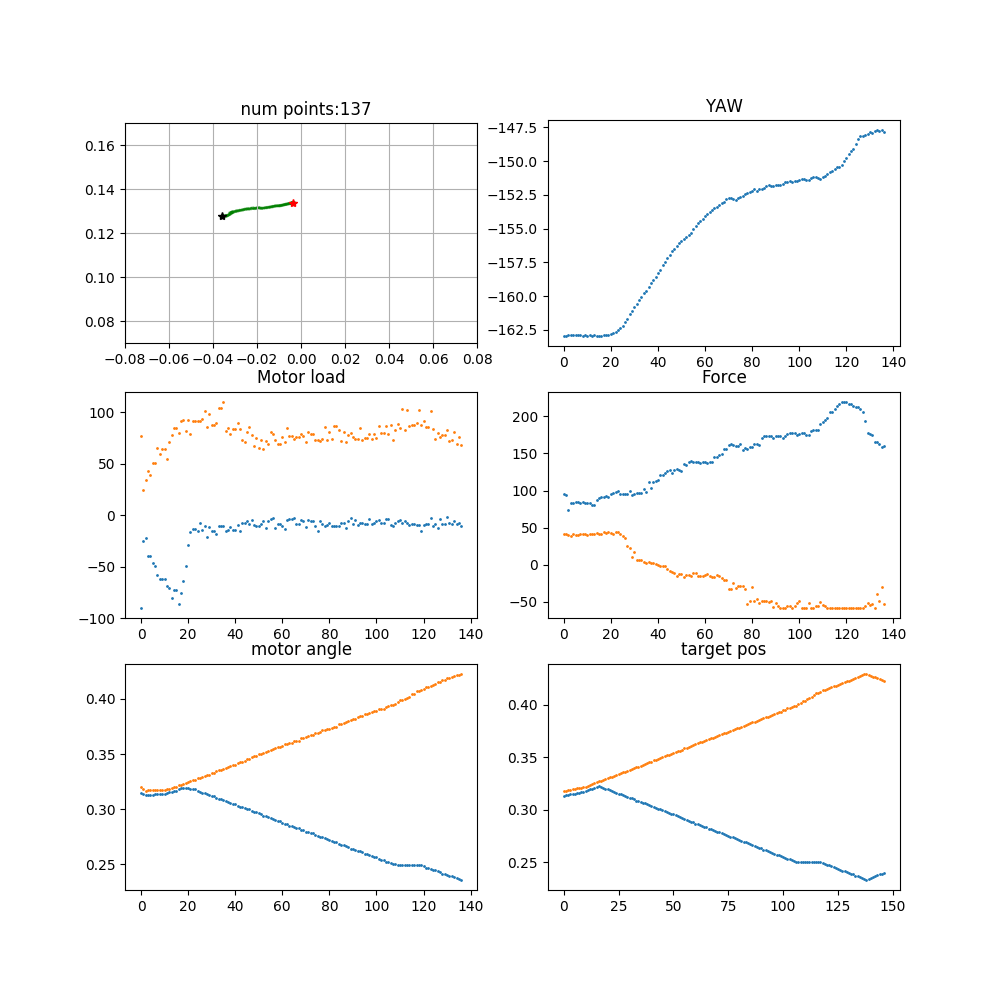 num points:137
0.16
0.14
0.12
0.10
0.08
−0.08 −0.06 −0.04 −0.02 0.00 0.02 0.04 0.06 0.08
YAW
−147.5
−150.0
−152.5
−155.0
−157.5
−160.0
−162.5
0 20 40 60 80 100 120 140
Motor load
100
50
0
−50
−100
0 20 40 60 80 100 120 140
Force
200
150
100
50
0
−50
0 20 40 60 80 100 120 140
motor angle
0.40
0.35
0.30
0.25
0 20 40 60 80 100 120 140
target pos
0.40
0.35
0.30
0.25
0 25 50 75 100 125 150